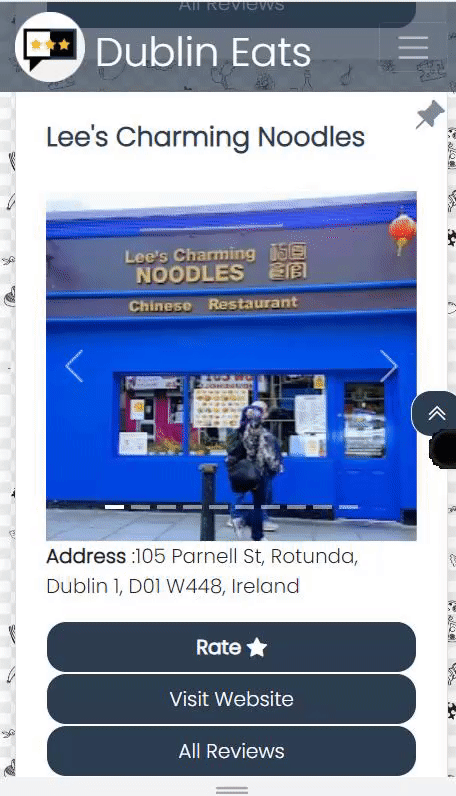 All Reviews
Dublin Eats
Lee's Charming Noodles
Lee's Charming
NOODLES
Chinese Restaurant
Address :105 Parnell St, Rotunda,
Dublin 1, D01 W448, Ireland
Rate
Visit Website
All Reviews